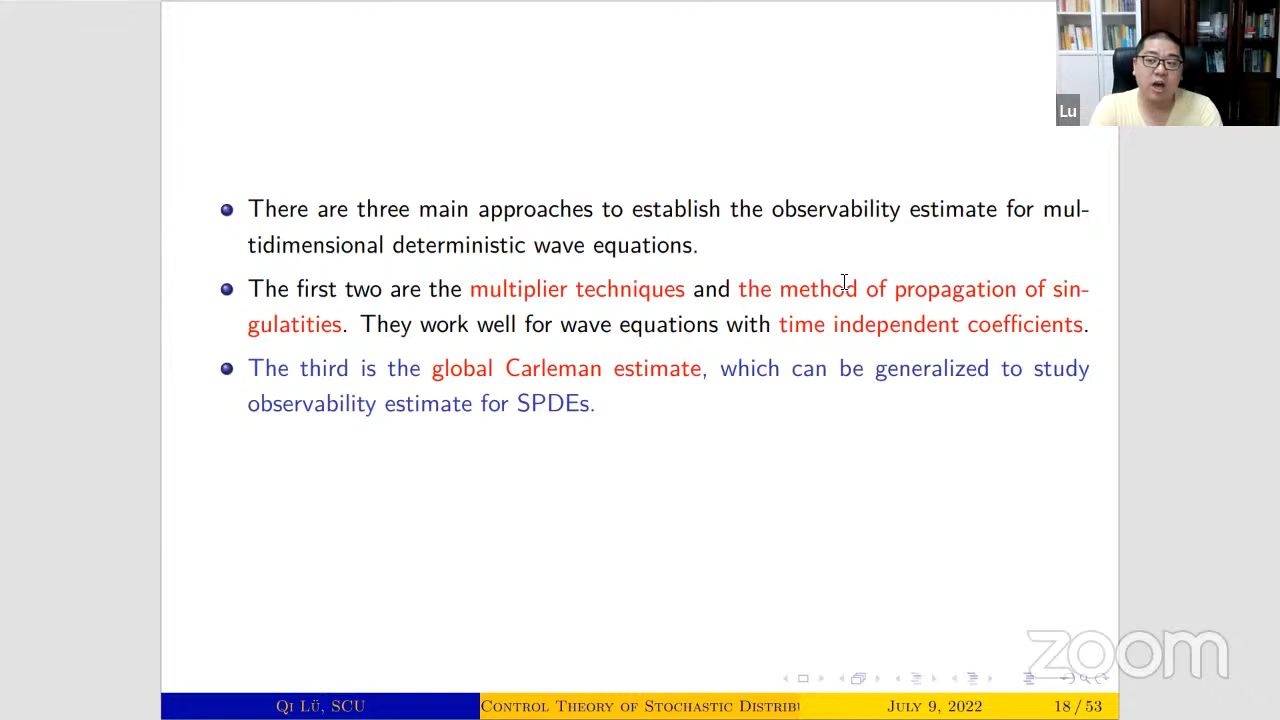 Lu
There are three main approaches to establish the observability estimate for mul-
tidimensional deterministic wave equations.
The first two are the multiplier techniques and the method of propagation of sin-
gulatities. They work well for wave equations with time independent coefficients.
The third is the global Carleman estimate, which can be generalized to study
observability estimate for SPDEs.
zoom
Qi Lü, SCU Control Theory of Stochastic Distribu July 9, 2022 18 / 53